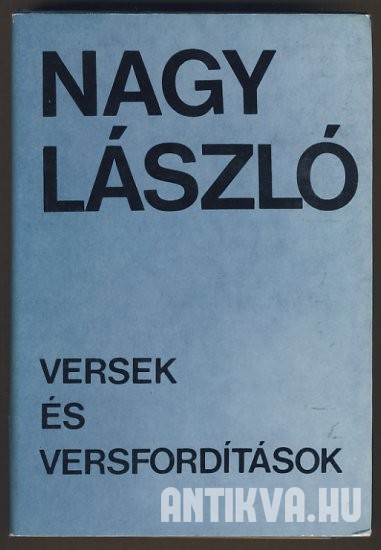 NAGY
LÁSZLÓ
VERSEK
ÉS
VERSFORDÍTÁSOK
ANTIKVA.HU